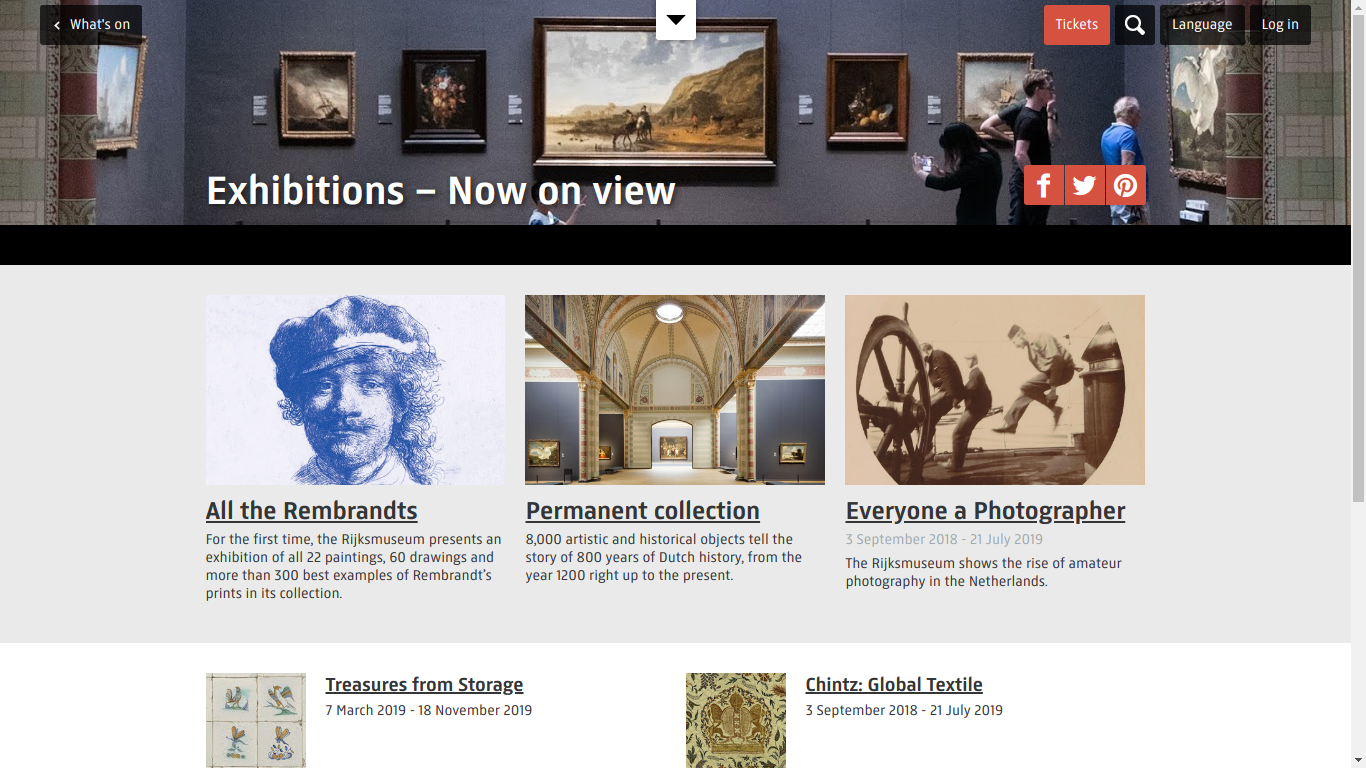 What's on
Tickets
Language
Log in
Exhibitions – Now on view
All the Rembrandts
For the first time, the Rijksmuseum presents an
exhibition of all 22 paintings, 60 drawings and
more than 300 best examples of Rembrandt's
prints in its collection.
Permanent collection
8,000 artistic and historical objects tell the
story of 800 years of Dutch history, from the
year 1200 right up to the present.
Everyone a Photographer
3 September 2018 - 21 July 2019
The Rijksmuseum shows the rise of amateur
photography in the Netherlands.
Treasures from Storage
7 March 2019 - 18 November 2019
Chintz: Global Textile
3 September 2018 - 21 July 2019